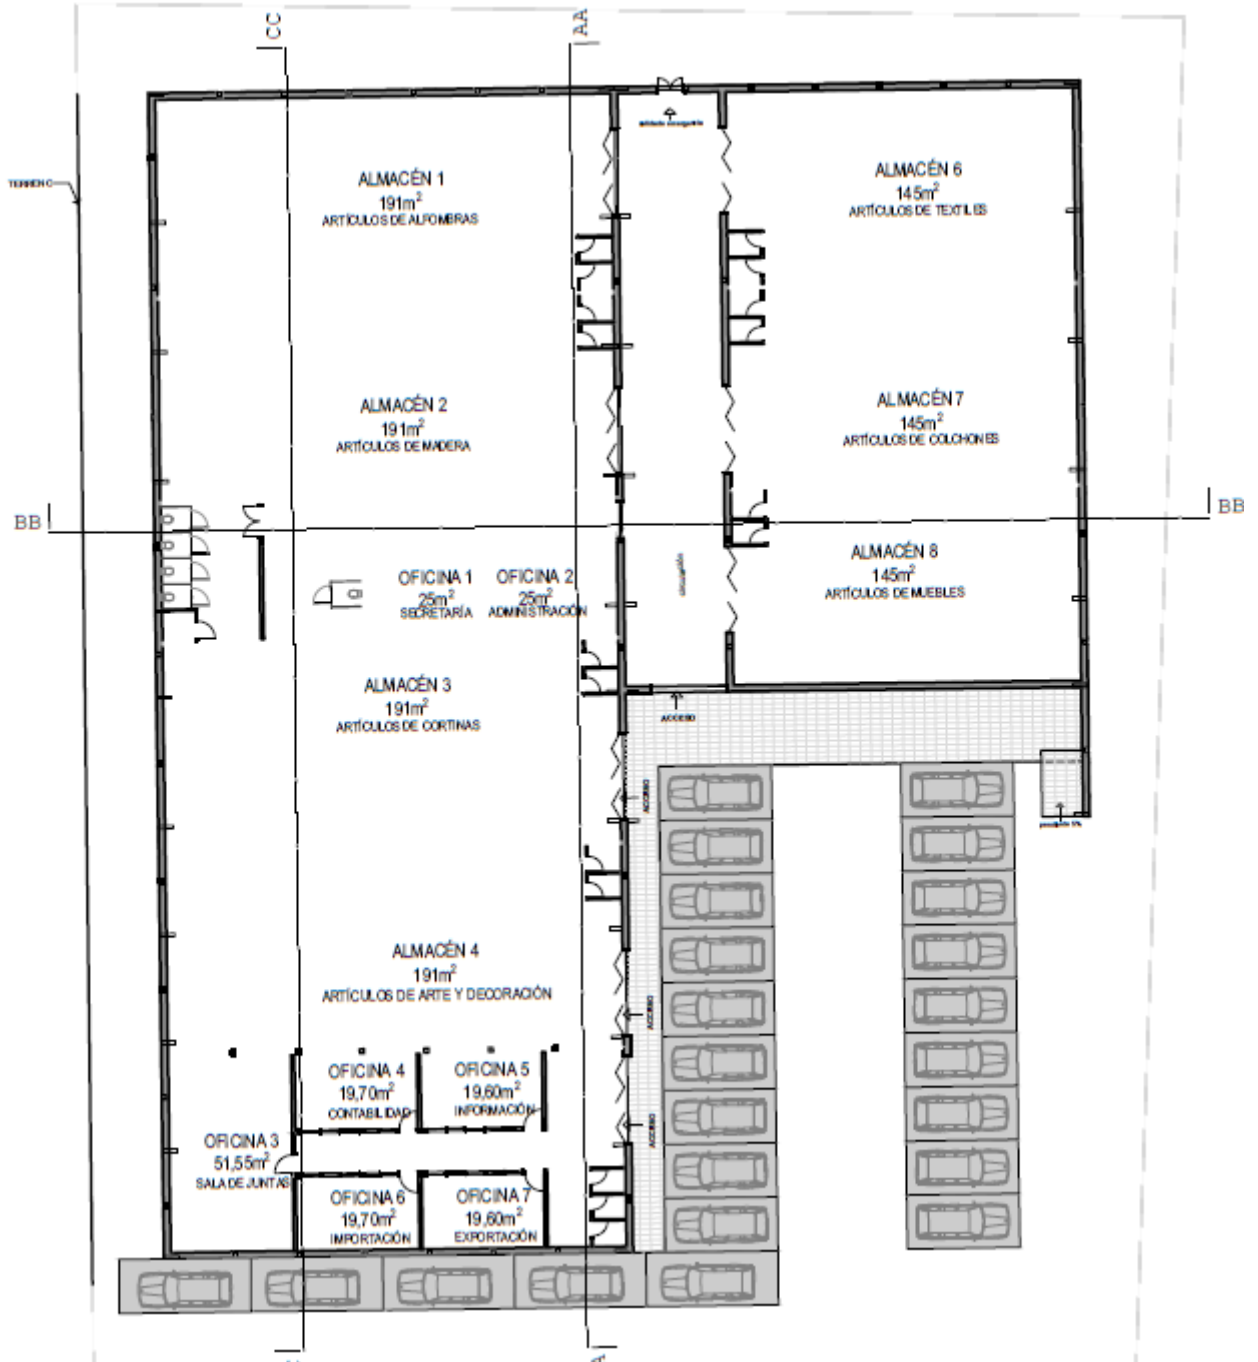 CC
AA
TERRENO
ALMACÉN 1
191m²
ARTÍCULOS DE ALFOMBRAS
ALMACÉN 6
145m²
ARTÍCULOS DE TEXTILES
ALMACÉN 2
191m²
ARTÍCULOS DE MADERA
ALMACÉN 7
145m²
ARTÍCULOS DE COLCHONES
BB
BB
OFICINA 1
25m²
SECRETARÍA
OFICINA 2
25m²
ADMINISTRACIÓN
circulación
ALMACÉN 8
145m²
ARTÍCULOS DE MUEBLES
ALMACÉN 3
191m²
ARTÍCULOS DE CORTINAS
ACCESO
ACCESO
ALMACÉN 4
191m²
ARTÍCULOS DE ARTE Y DECORACIÓN
ACCESO
OFICINA 4
19,70m²
CONTABILIDAD
OFICINA 5
19,60m²
INFORMACIÓN
ACCESO
OFICINA 3
51,55m²
SALA DE JUNTAS
OFICINA 6
19,70m²
IMPORTACIÓN
OFICINA 7
19,60m²
EXPORTACIÓN